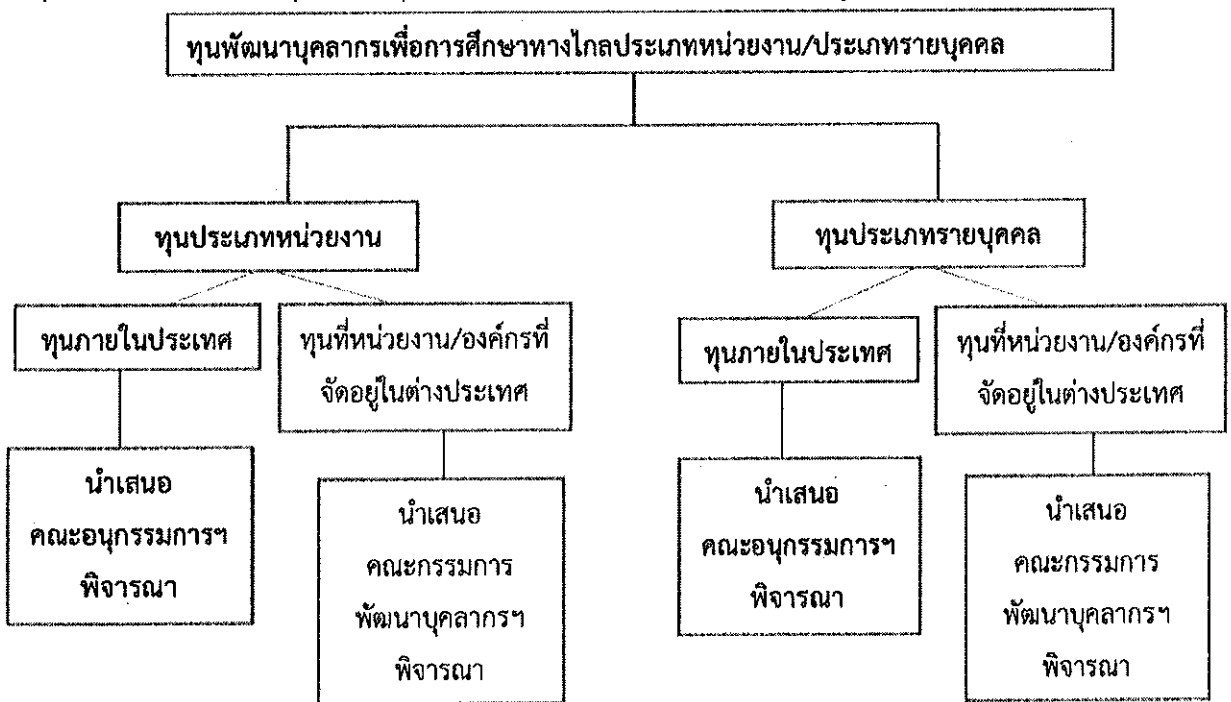 ทุนพัฒนาบุคลากรเพื่อการศึกษาทางไกลประเภทหน่วยงาน/ประเภทรายบุคคล
ทุนประเภทหน่วยงาน
ทุนประเภทรายบุคคล
ทุนภายในประเทศ
ทุนที่หน่วยงาน/องค์กรที่
จัดอยู่ในต่างประเทศ
ทุนภายในประเทศ
ทุนที่หน่วยงาน/องค์กรที่
จัดอยู่ในต่างประเทศ
นำเสนอ
คณะอนุกรรมการฯ
พิจารณา
นำเสนอ
คณะกรรมการ
พัฒนาบุคลากรฯ
พิจารณา
นำเสนอ
คณะอนุกรรมการฯ
พิจารณา
นำเสนอ
คณะกรรมการ
พัฒนาบุคลากรฯ
พิจารณา